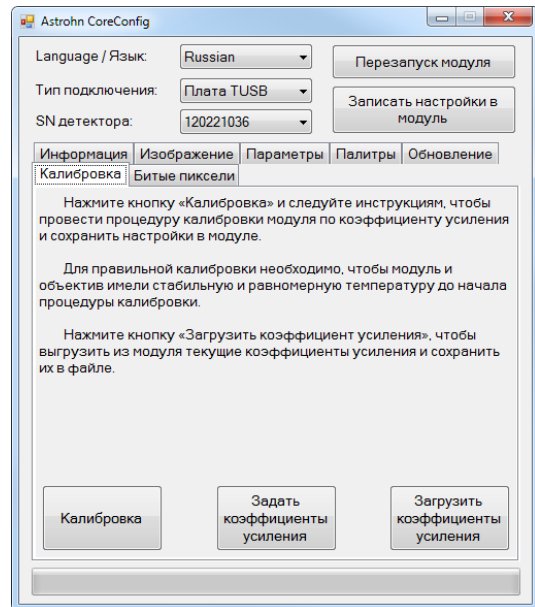 Astrohn CoreConfig
Language / Язык:
Russian
Перезапуск модуля
Тип подключения:
Плата TUSB
Записать настройки в
модуль
SN детектора:
120221036
Информация
Изображение
Параметры
Палитры
Обновление
Калибровка
Битые пиксели
Нажмите кнопку «Калибровка» и следуйте инструкциям, чтобы
провести процедуру калибровки модуля по коэффициенту усиления
и сохранить настройки в модуле.
Для правильной калибровки необходимо, чтобы модуль и
объектив имели стабильную и равномерную температуру до начала
процедуры калибровки.
Нажмите кнопку «Загрузить коэффициент усиления», чтобы
выгрузить из модуля текущие коэффициенты усиления и сохранить
их в файле.
Калибровка
Задать
коэффициенты
усиления
Загрузить
коэффициенты
усиления